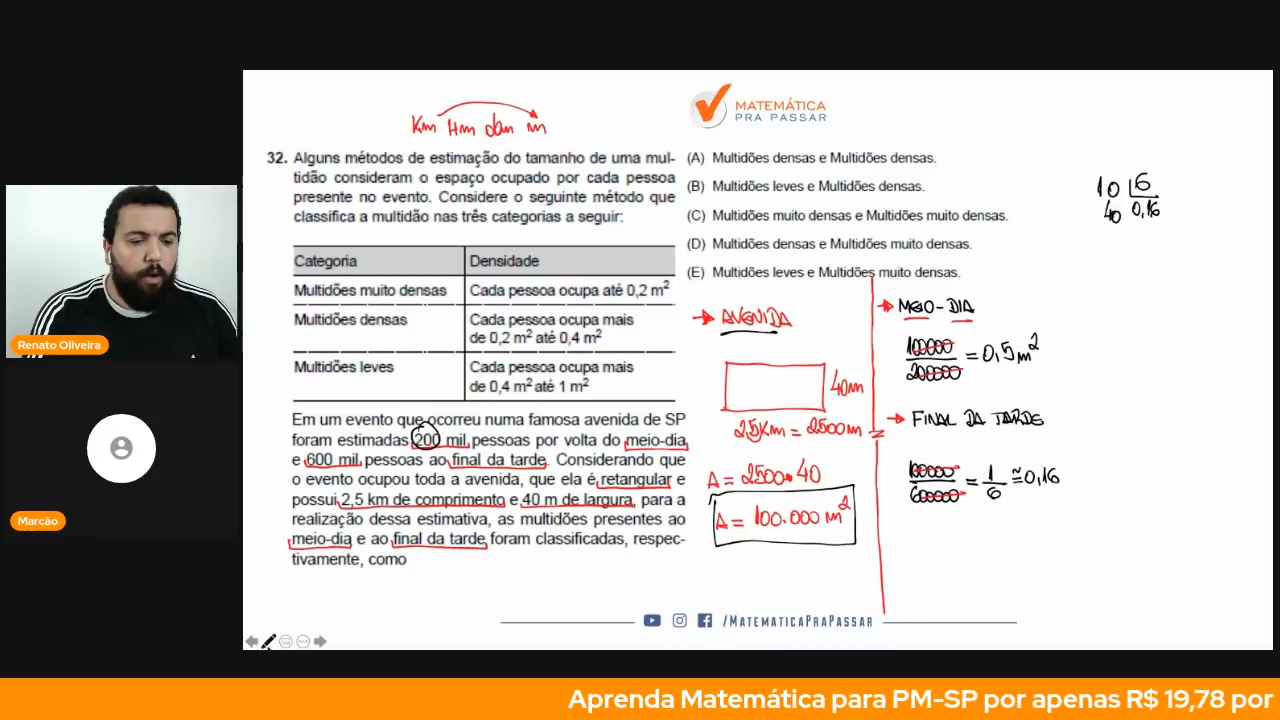 MATEMÁTICA
PRA PASSAR
Km Hm dam m
32. Alguns métodos de estimação do tamanho de uma mul-
tidão consideram o espaço ocupado por cada pessoa
presente no evento. Considere o seguinte método que
classifica a multidão nas três categorias a seguir:
Categoria Densidade
Multidões muito densas Cada pessoa ocupa até 0,2 m²
Multidões densas Cada pessoa ocupa mais
de 0,2 m² até 0,4 m²
Multidões leves Cada pessoa ocupa mais
de 0,4 m² até 1 m²
Em um evento que ocorreu numa famosa avenida de SP
foram estimadas 200 mil pessoas por volta do meio-dia
e 600 mil pessoas ao final da tarde. Considerando que
o evento ocupou toda a avenida, que ela é retangular e
possui 2,5 km de comprimento e 40 m de largura, para a
realização dessa estimativa, as multidões presentes ao
meio-dia e ao final da tarde foram classificadas, respec-
tivamente, como
(A) Multidões densas e Multidões densas.
(B) Multidões leves e Multidões densas.
(C) Multidões muito densas e Multidões muito densas.
(D) Multidões densas e Multidões muito densas.
(E) Multidões leves e Multidões muito densas.
10 6
40 0,16
AVENIDA
40m
2,5Km = 2500m
A = 2500 • 40
A = 100.000 m²
MEIO-DIA
100000
200000
= 0,5 m²
FINAL DA TARDE
100000
600000
= 1/6 ≅ 0,16
/MATEMATICAPRAPASSAR
Renato Oliveira
Marcão
Aprenda Matemática para PM-SP por apenas R$ 19,78 por